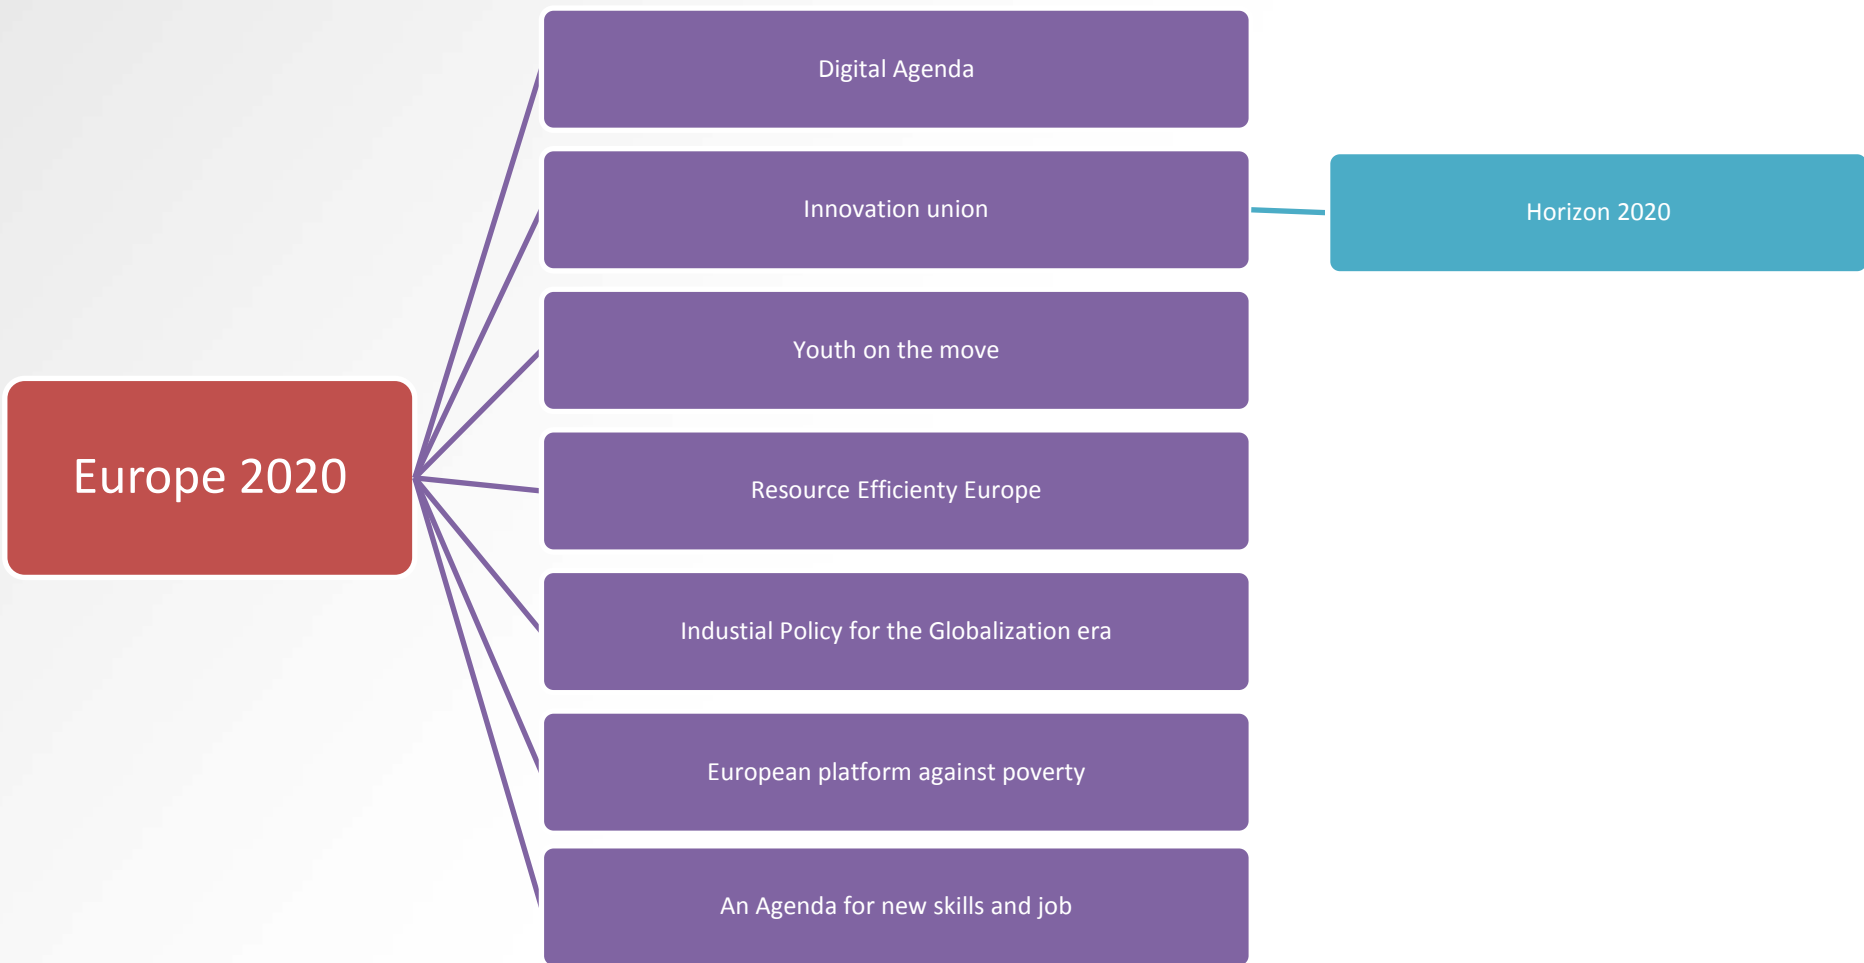 Digital Agenda
Innovation union
Horizon 2020
Youth on the move
Europe 2020
Resource Efficienty Europe
Industial Policy for the Globalization era
European platform against poverty
An Agenda for new skills and job